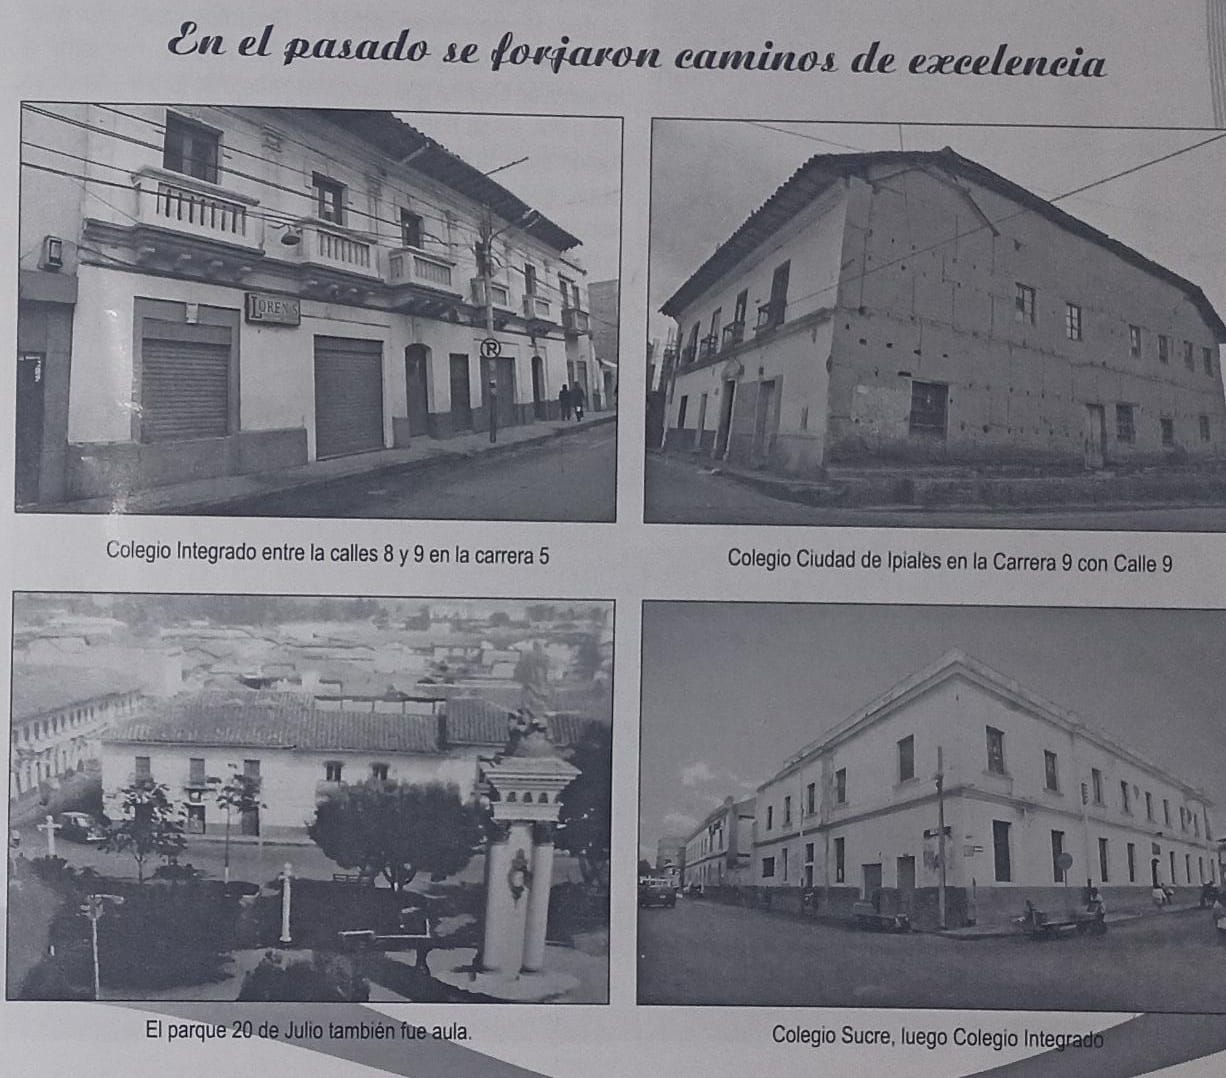 En el pasado se forjaron caminos de excelencia
LOREN'S
R
Colegio Integrado entre la calles 8 y 9 en la carrera 5
Colegio Ciudad de Ipiales en la Carrera 9 con Calle 9
El parque 20 de Julio también fue aula.
Colegio Sucre, luego Colegio Integrado